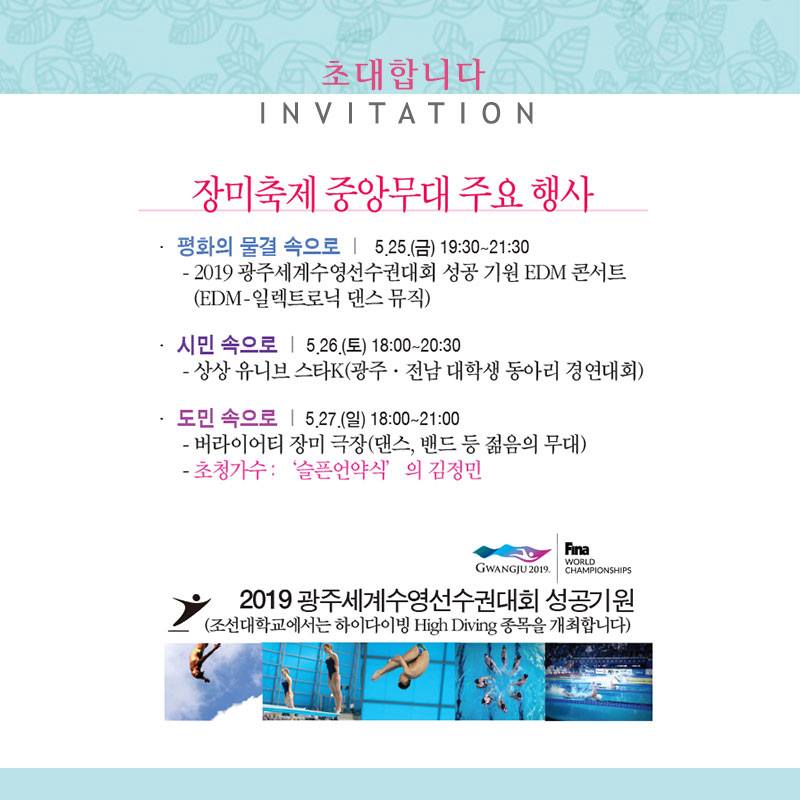 초대합니다
INVITATION
장미축제 중앙무대 주요 행사
· 평화의 물결 속으로 | 5.25.(금) 19:30~21:30
- 2019 광주세계수영선수권대회 성공 기원 EDM 콘서트
(EDM-일렉트로닉 댄스 뮤직)
· 시민 속으로 | 5.26.(토) 18:00~20:30
- 상상 유니브 스타K(광주·전남 대학생 동아리 경연대회)
· 도민 속으로 | 5.27.(일) 18:00~21:00
- 버라이어티 장미 극장(댄스, 밴드 등 젊음의 무대)
- 초청가수 : ‘슬픈언약식’ 의 김정민
GWANGJU 2019.
Fina
WORLD
CHAMPIONSHIPS
2019 광주세계수영선수권대회 성공기원
(조선대학교에서는 하이다이빙 High Diving 종목을 개최합니다)